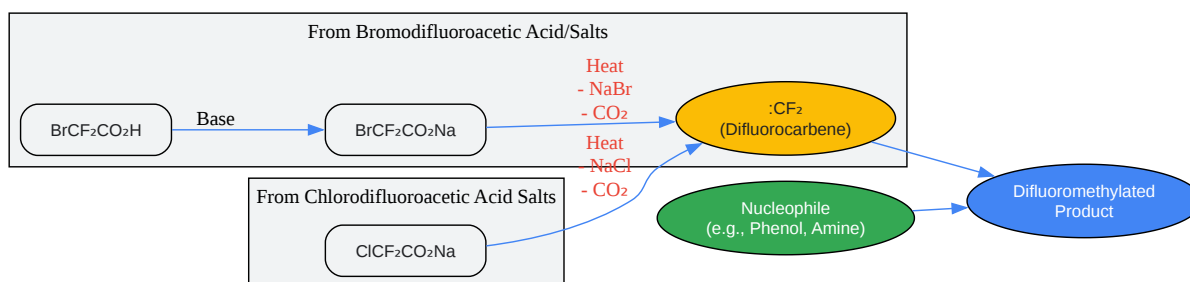 From Bromodifluoroacetic Acid/Salts
Heat
- NaBr
- CO₂
BrCF₂CO₂H
Base
BrCF₂CO₂Na
:CF₂
(Difluorocarbene)
Heat
- NaCl
- CO₂
From Chlorodifluoroacetic Acid Salts
ClCF₂CO₂Na
Nucleophile
(e.g., Phenol, Amine)
Difluoromethylated
Product